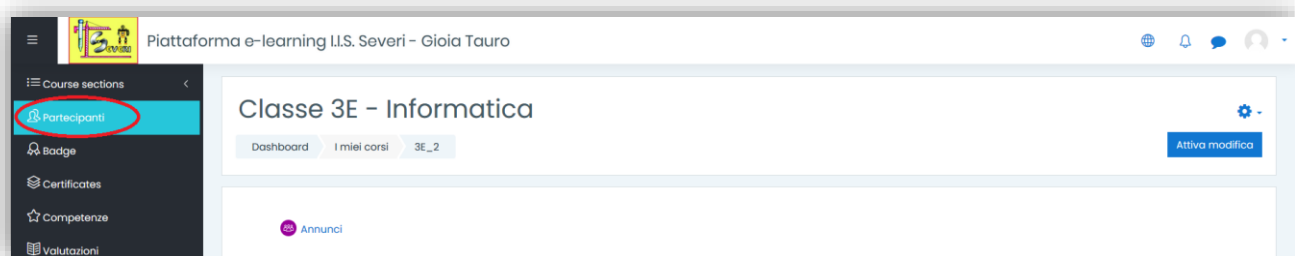 Severi
Piattaforma e-learning I.I.S. Severi - Gioia Tauro
Course sections
Partecipanti
Badge
Certificates
Competenze
Valutazioni
Classe 3E - Informatica
Dashboard I miei corsi 3E_2
Attiva modifica
Annunci